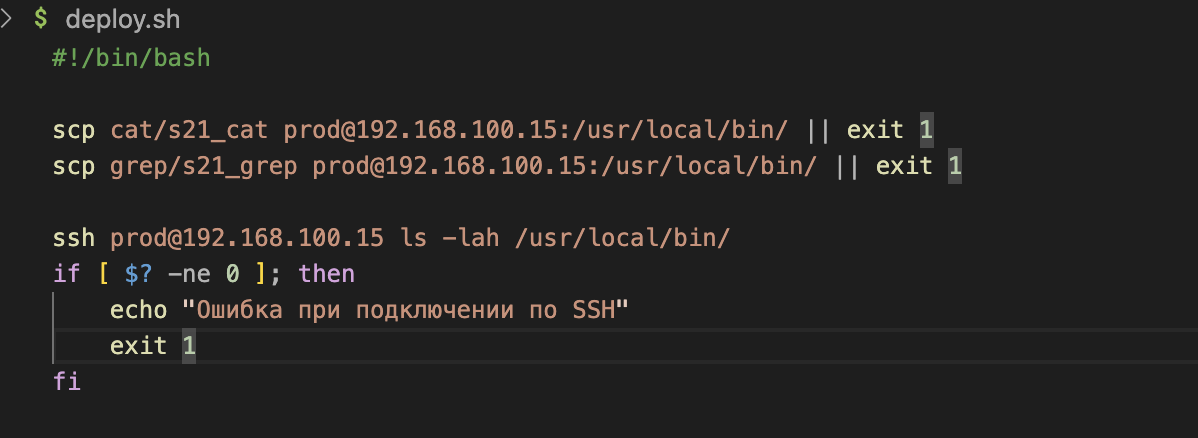 > $ deploy.sh
#!/bin/bash
scp cat/s21_cat prod@192.168.100.15:/usr/local/bin/ || exit 1
scp grep/s21_grep prod@192.168.100.15:/usr/local/bin/ || exit 1
ssh prod@192.168.100.15 ls -lah /usr/local/bin/
if [ $? -ne 0 ]; then
echo "Ошибка при подключении по SSH"
exit 1
fi